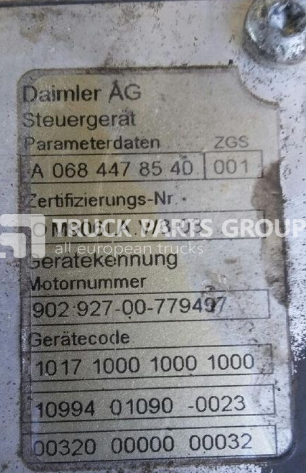 Daimler AG
Steuergerät
Parameterdaten ZGS
A 068 447 85 40 001
Zertifizierungs-Nr.
TRUCK PARTS GROUP
all european trucks
Gerätekennung
Motornummer
902 927-00-779497
Gerätecode
1017 1000 1000 1000
10994 01090 -0023
00320 00000 00032